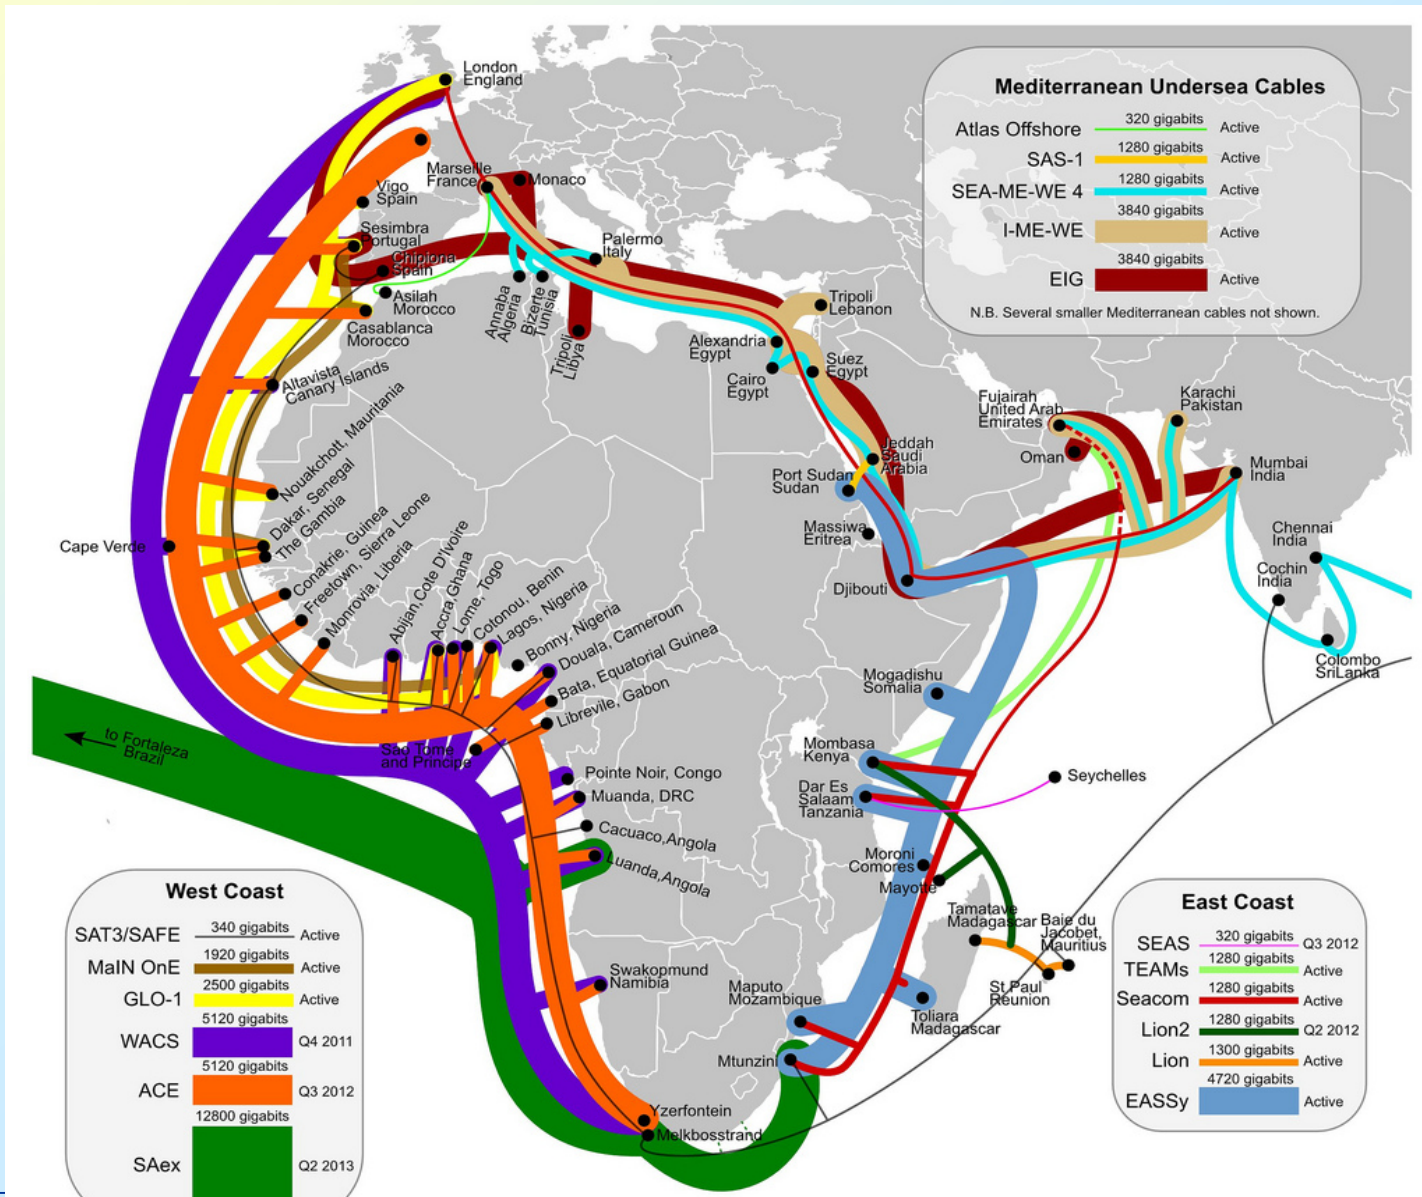 London
England
Marseille
France
Monaco
Vigo
Spain
Sesimbra
Portugal
Chipiona
Spain
Palermo
Italy
Asilah
Morocco
Casablanca
Morocco
Annaba
Algeria
Bizerte
Tunisia
Tripoli
Libya
Tripoli
Lebanon
Alexandria
Egypt
Cairo
Egypt
Suez
Egypt
Altavista
Canary Islands
Nouakchott, Mauritania
Dakar, Senegal
The Gambia
Conakrie, Guinea
Freetown, Sierra Leone
Monrovia, Liberia
Cape Verde
Abijan,Cote D'Ivoire
Accra,Ghana
Lome, Togo
Cotonou, Benin
Lagos, Nigeria
Bonny, Nigeria
Douala, Cameroun
Bata, Equatorial Guinea
Librevile, Gabon
Sao Tome
and Principe
Pointe Noir, Congo
Muanda, DRC
Cacuaco,Angola
Luanda,Angola
Swakopmund
Namibia
Yzerfontein
Melkbosstrand
to Fortaleza
Brazil
Jeddah
Saudi
Arabia
Port Sudan
Sudan
Massiwa
Eritrea
Djibouti
Fujairah
United Arab
Emirates
Oman
Karachi
Pakistan
Mumbai
India
Chennai
India
Cochin
India
Colombo
SriLanka
Mogadishu
Somalia
Mombasa
Kenya
Dar Es
Salaam
Tanzania
Seychelles
Moroni
Comores
Mayotte
Tamatave
Madagascar
Baie du
Jacobet,
Mauritius
St Paul
Reunion
Toliara
Madagascar
Maputo
Mozambique
Mtunzini
Mediterranean Undersea Cables
Atlas Offshore 320 gigabits Active
SAS-1 1280 gigabits Active
SEA-ME-WE 4 1280 gigabits Active
I-ME-WE 3840 gigabits Active
EIG 3840 gigabits Active
N.B. Several smaller Mediterranean cables not shown.
West Coast
SAT3/SAFE 340 gigabits Active
MaIN OnE 1920 gigabits Active
GLO-1 2500 gigabits Active
WACS 5120 gigabits Q4 2011
ACE 5120 gigabits Q3 2012
SAex 12800 gigabits Q2 2013
East Coast
SEAS 320 gigabits Q3 2012
TEAMs 1280 gigabits Active
Seacom 1280 gigabits Active
Lion2 1280 gigabits Q2 2012
Lion 1300 gigabits Active
EASSy 4720 gigabits Active